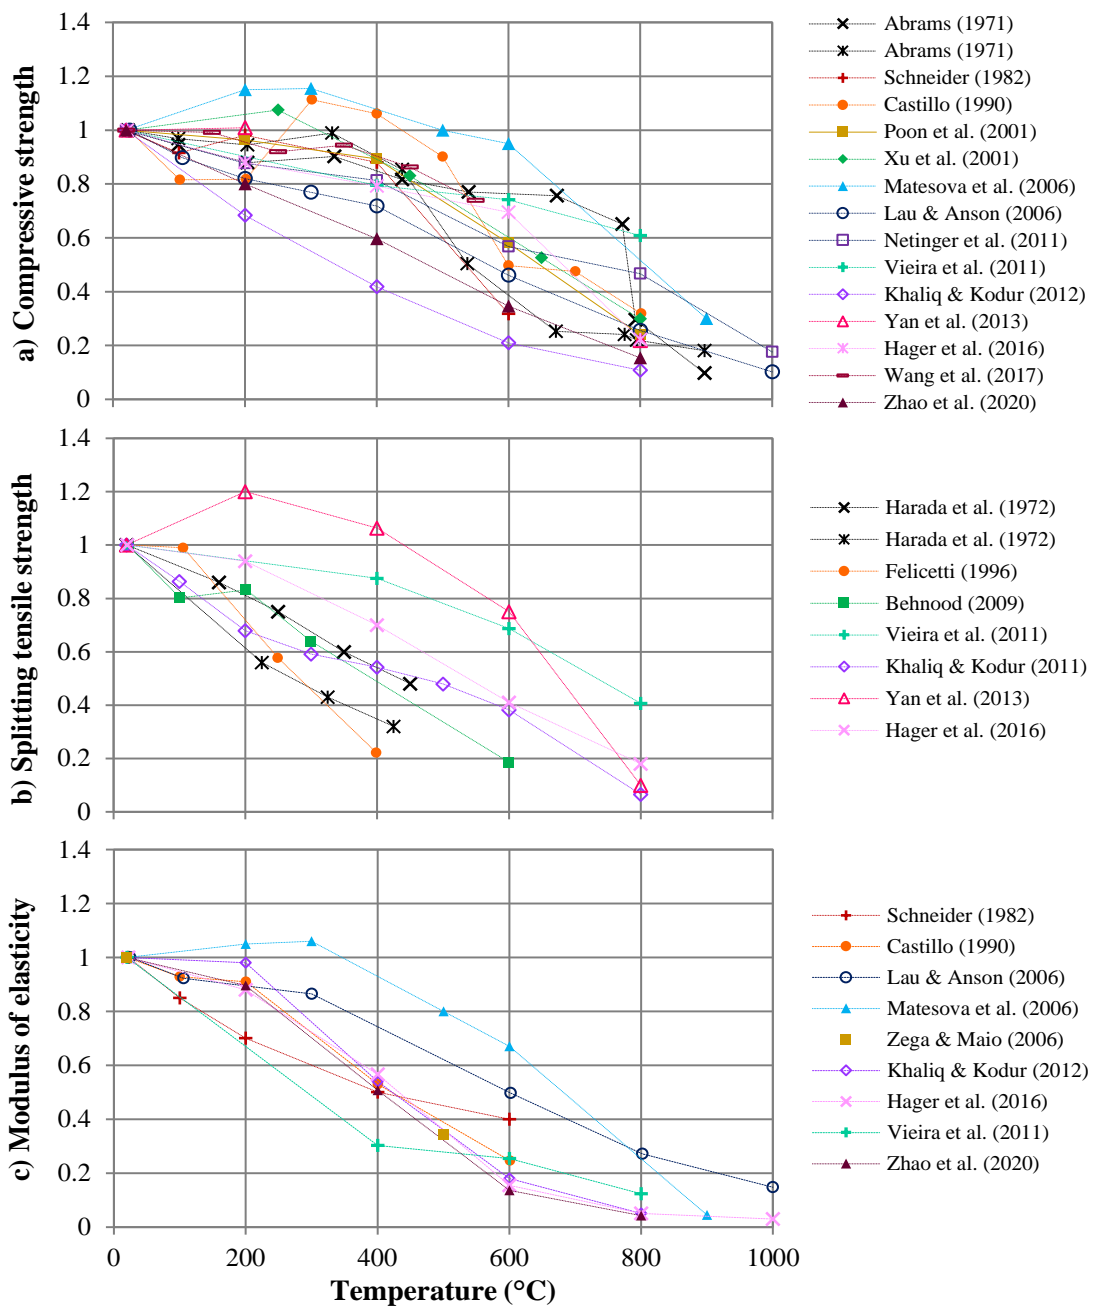 a) Compressive strength
1.4
1.2
1
0.8
0.6
0.4
0.2
0
Abrams (1971)
Abrams (1971)
Schneider (1982)
Castillo (1990)
Poon et al. (2001)
Xu et al. (2001)
Matesova et al. (2006)
Lau & Anson (2006)
Netinger et al. (2011)
Vieira et al. (2011)
Khaliq & Kodur (2012)
Yan et al. (2013)
Hager et al. (2016)
Wang et al. (2017)
Zhao et al. (2020)
b) Splitting tensile strength
1.4
1.2
1
0.8
0.6
0.4
0.2
0
Harada et al. (1972)
Harada et al. (1972)
Felicetti (1996)
Behnood (2009)
Vieira et al. (2011)
Khaliq & Kodur (2011)
Yan et al. (2013)
Hager et al. (2016)
c) Modulus of elasticity
1.4
1.2
1
0.8
0.6
0.4
0.2
0
Schneider (1982)
Castillo (1990)
Lau & Anson (2006)
Matesova et al. (2006)
Zega & Maio (2006)
Khaliq & Kodur (2012)
Hager et al. (2016)
Vieira et al. (2011)
Zhao et al. (2020)
0 200 400 600 800 1000
Temperature (°C)